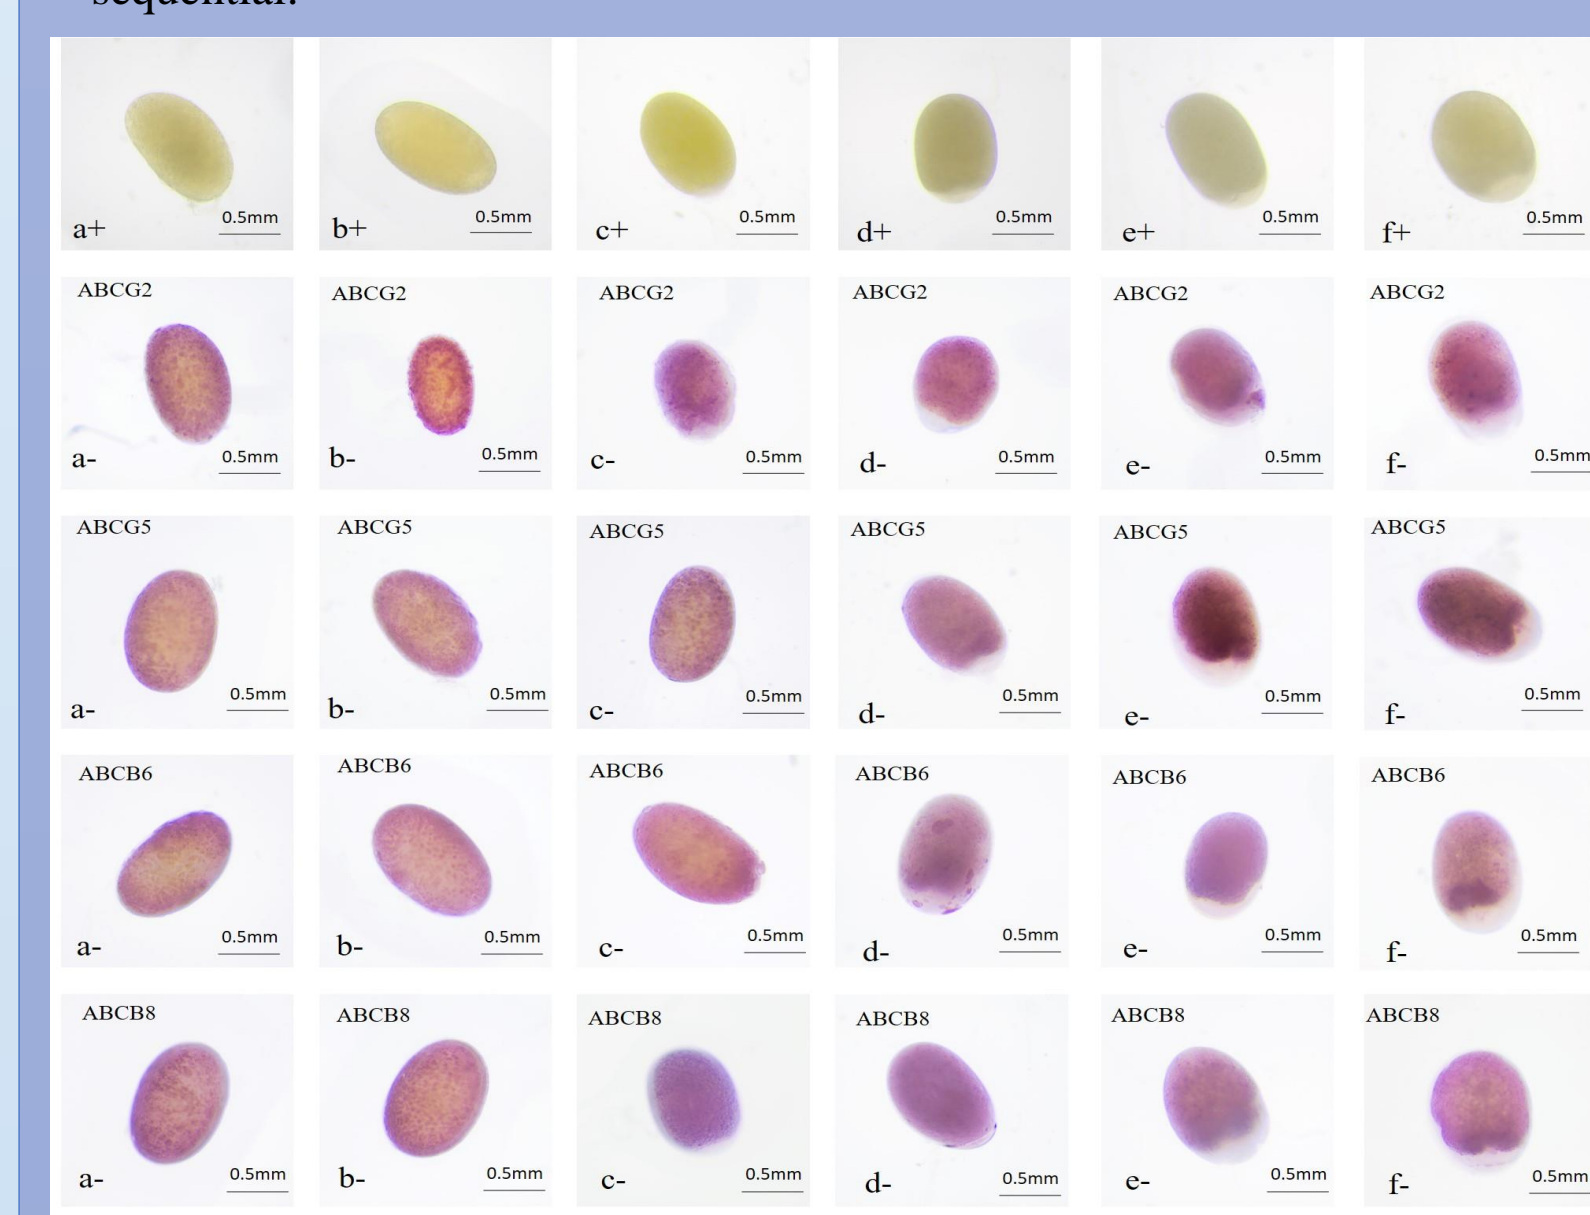 sequential.
0.5mm 0.5mm 0.5mm 0.5mm 0.5mm 0.5mm
a+ b+ c+ d+ e+ f+
ABCG2 ABCG2 ABCG2 ABCG2 ABCG2 ABCG2
0.5mm 0.5mm 0.5mm 0.5mm 0.5mm 0.5mm
a- b- c- d- e- f-
ABCG5 ABCG5 ABCG5 ABCG5 ABCG5 ABCG5
0.5mm 0.5mm 0.5mm 0.5mm 0.5mm 0.5mm
a- b- c- d- e- f-
ABCB6 ABCB6 ABCB6 ABCB6 ABCB6 ABCB6
0.5mm 0.5mm 0.5mm 0.5mm 0.5mm 0.5mm
a- b- c- d- e- f-
ABCB8 ABCB8 ABCB8 ABCB8 ABCB8 ABCB8
0.5mm 0.5mm 0.5mm 0.5mm 0.5mm 0.5mm
a- b- c- d- e- f-